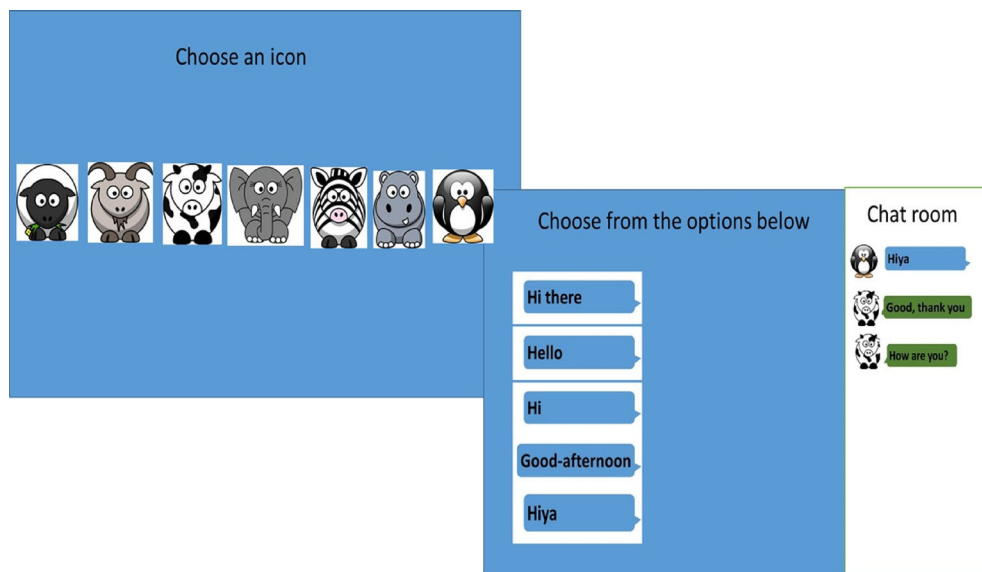 Choose an icon
Choose from the options below
Hi there
Hello
Hi
Good-afternoon
Hiya
Chat room
Hiya
Good, thank you
How are you?